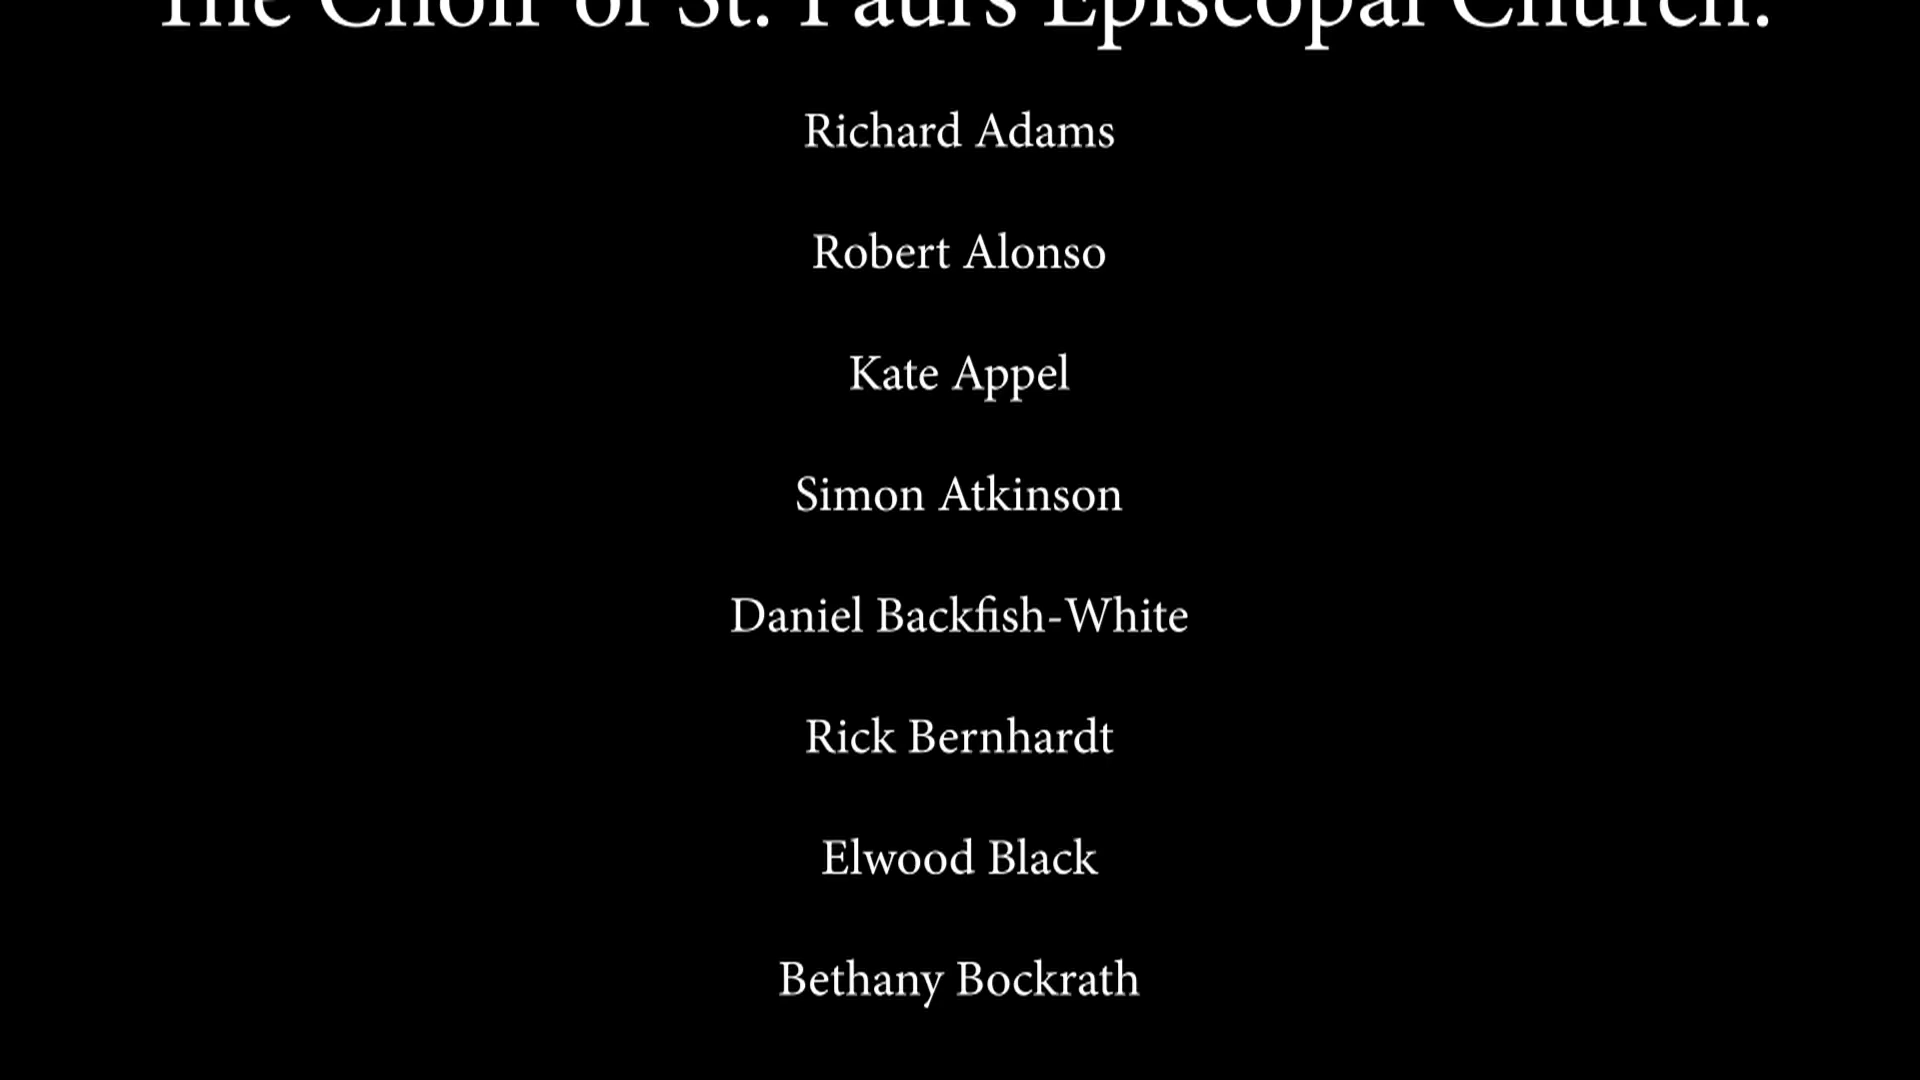 The Choir of St. Paul's Episcopal Church:
Richard Adams
Robert Alonso
Kate Appel
Simon Atkinson
Daniel Backfish-White
Rick Bernhardt
Elwood Black
Bethany Bockrath